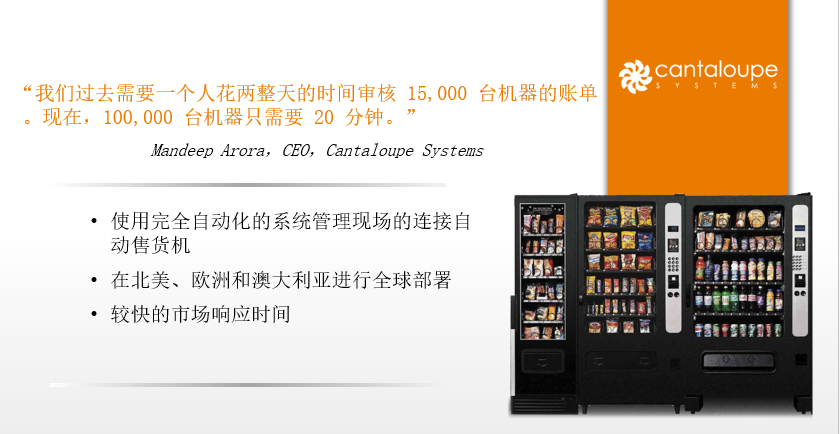 “我们过去需要一个人花两整天的时间审核 15,000 台机器的账单
。现在，100,000 台机器只需要 20 分钟。”
Mandeep Arora，CEO，Cantaloupe Systems
cantaloupe
SYSTEMS
• 使用完全自动化的系统管理现场的连接自
动售货机
• 在北美、欧洲和澳大利亚进行全球部署
• 较快的市场响应时间